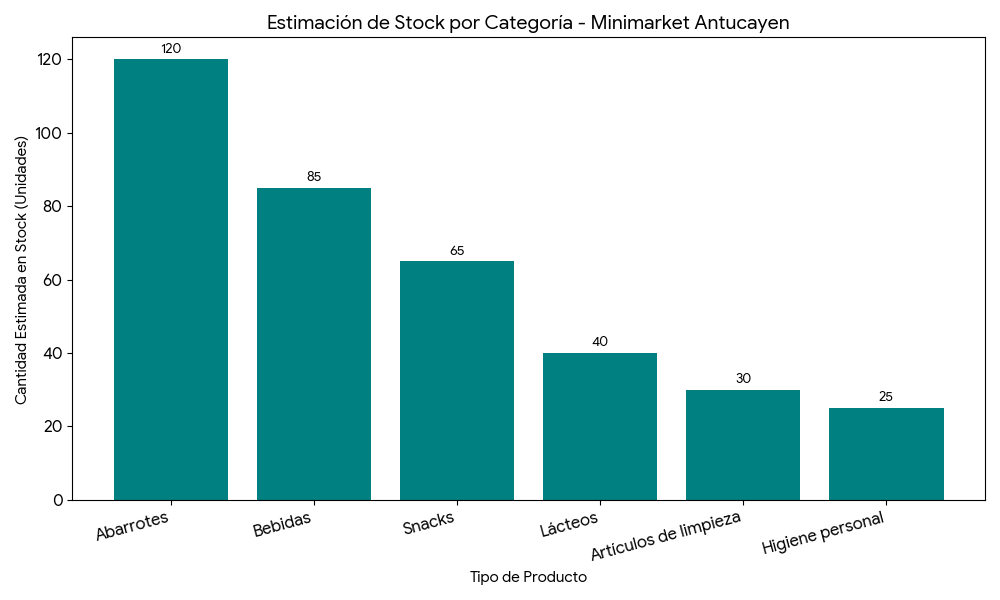 Estimación de Stock por Categoría - Minimarket Antucayen
Cantidad Estimada en Stock (Unidades)
120
100
80
60
40
20
0
120
85
65
40
30
25
Abarrotes
Bebidas
Snacks
Lácteos
Artículos de limpieza
Higiene personal
Tipo de Producto